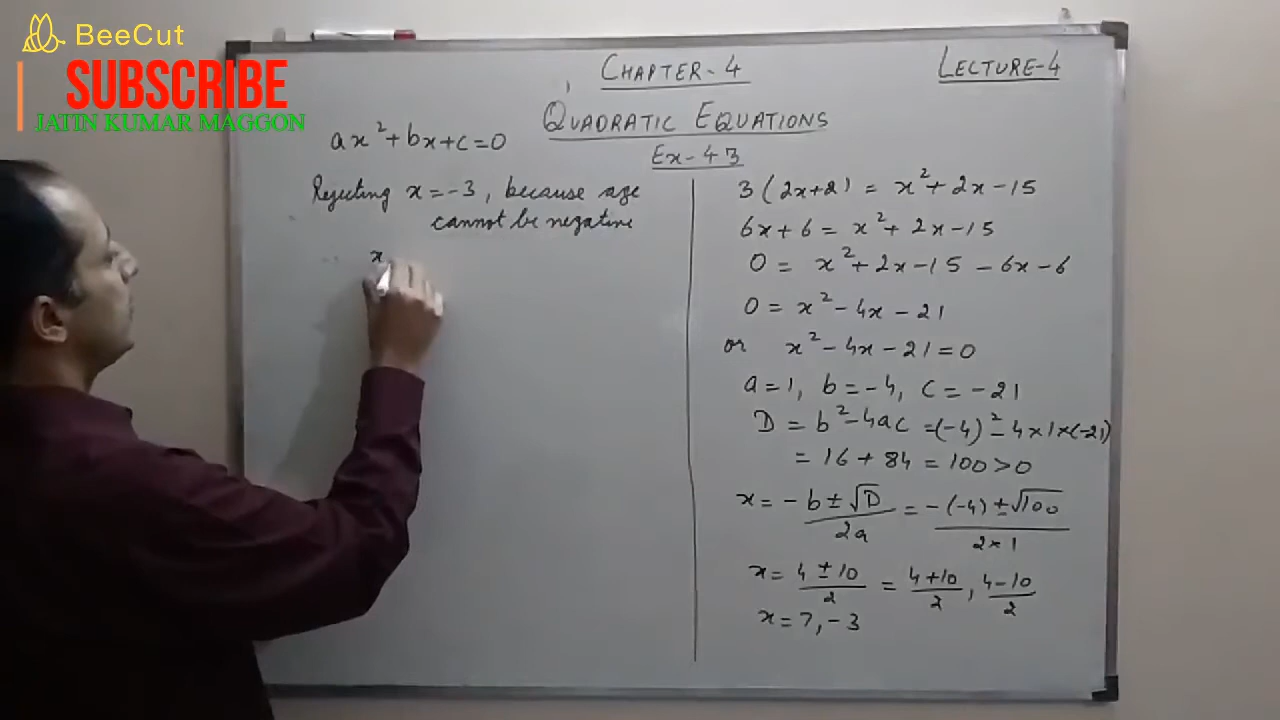 BeeCut
SUBSCRIBE
JATIN KUMAR MAGGON
CHAPTER-4
LECTURE-4
QUADRATIC EQUATIONS
Ex-4.3
ax²+bx+c=0
Rejecting x=-3, because age
cannot be negative
x
3(2x+2) = x²+2x-15
6x+6= x²+2x-15
0= x²+2x-15-6x-6
0= x²-4x-21
or x²-4x-21=0
a=1, b=-4, c=-21
D= b²-4ac =(-4)²-4×1×(-21)
= 16+84 =100>0
x= -b±√D/2a = -(-4)±√100/2×1
x= 4±10/2 = 4+10/2, 4-10/2
x=7,-3